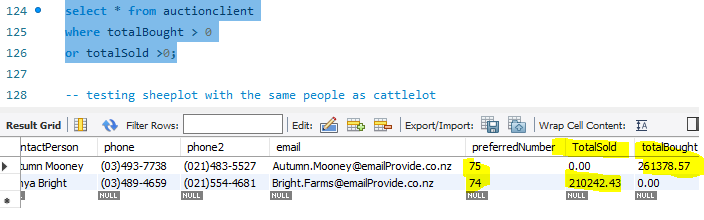 124 select * from auctionclient
125 where totalBought > 0
126 or totalSold >0;
127
128 -- testing sheeplot with the same people as cattlelot
Result Grid Filter Rows: Edit: Export/Import: Wrap Cell Content:
ntactPerson phone phone2 email preferredNumber TotalSold totalBought
tumn Mooney (03)493-7738 (021)483-5527 Autumn.Mooney@emailProvide.co.nz 75 0.00 261378.57
nya Bright (03)489-4659 (021)554-4681 Bright.Farms@emailProvide.co.nz 74 210242.43 0.00
NULL NULL NULL NULL NULL NULL NULL